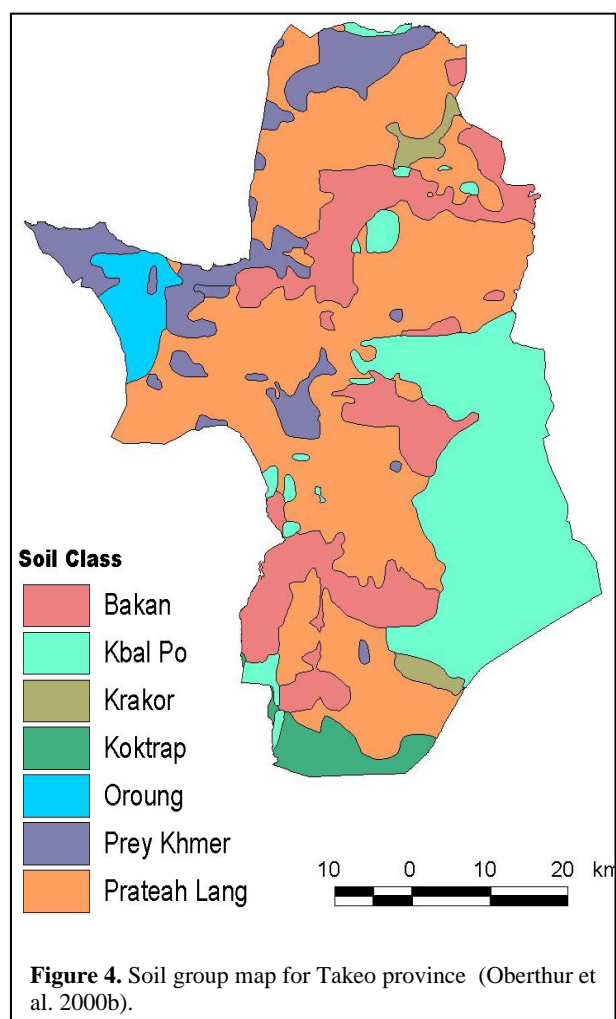 Soil Class
Bakan
Kbal Po
Krakor
Koktrap
Oroung
Prey Khmer
Prateah Lang
10 0 10 20 km
Figure 4. Soil group map for Takeo province (Oberthur et
al. 2000b).